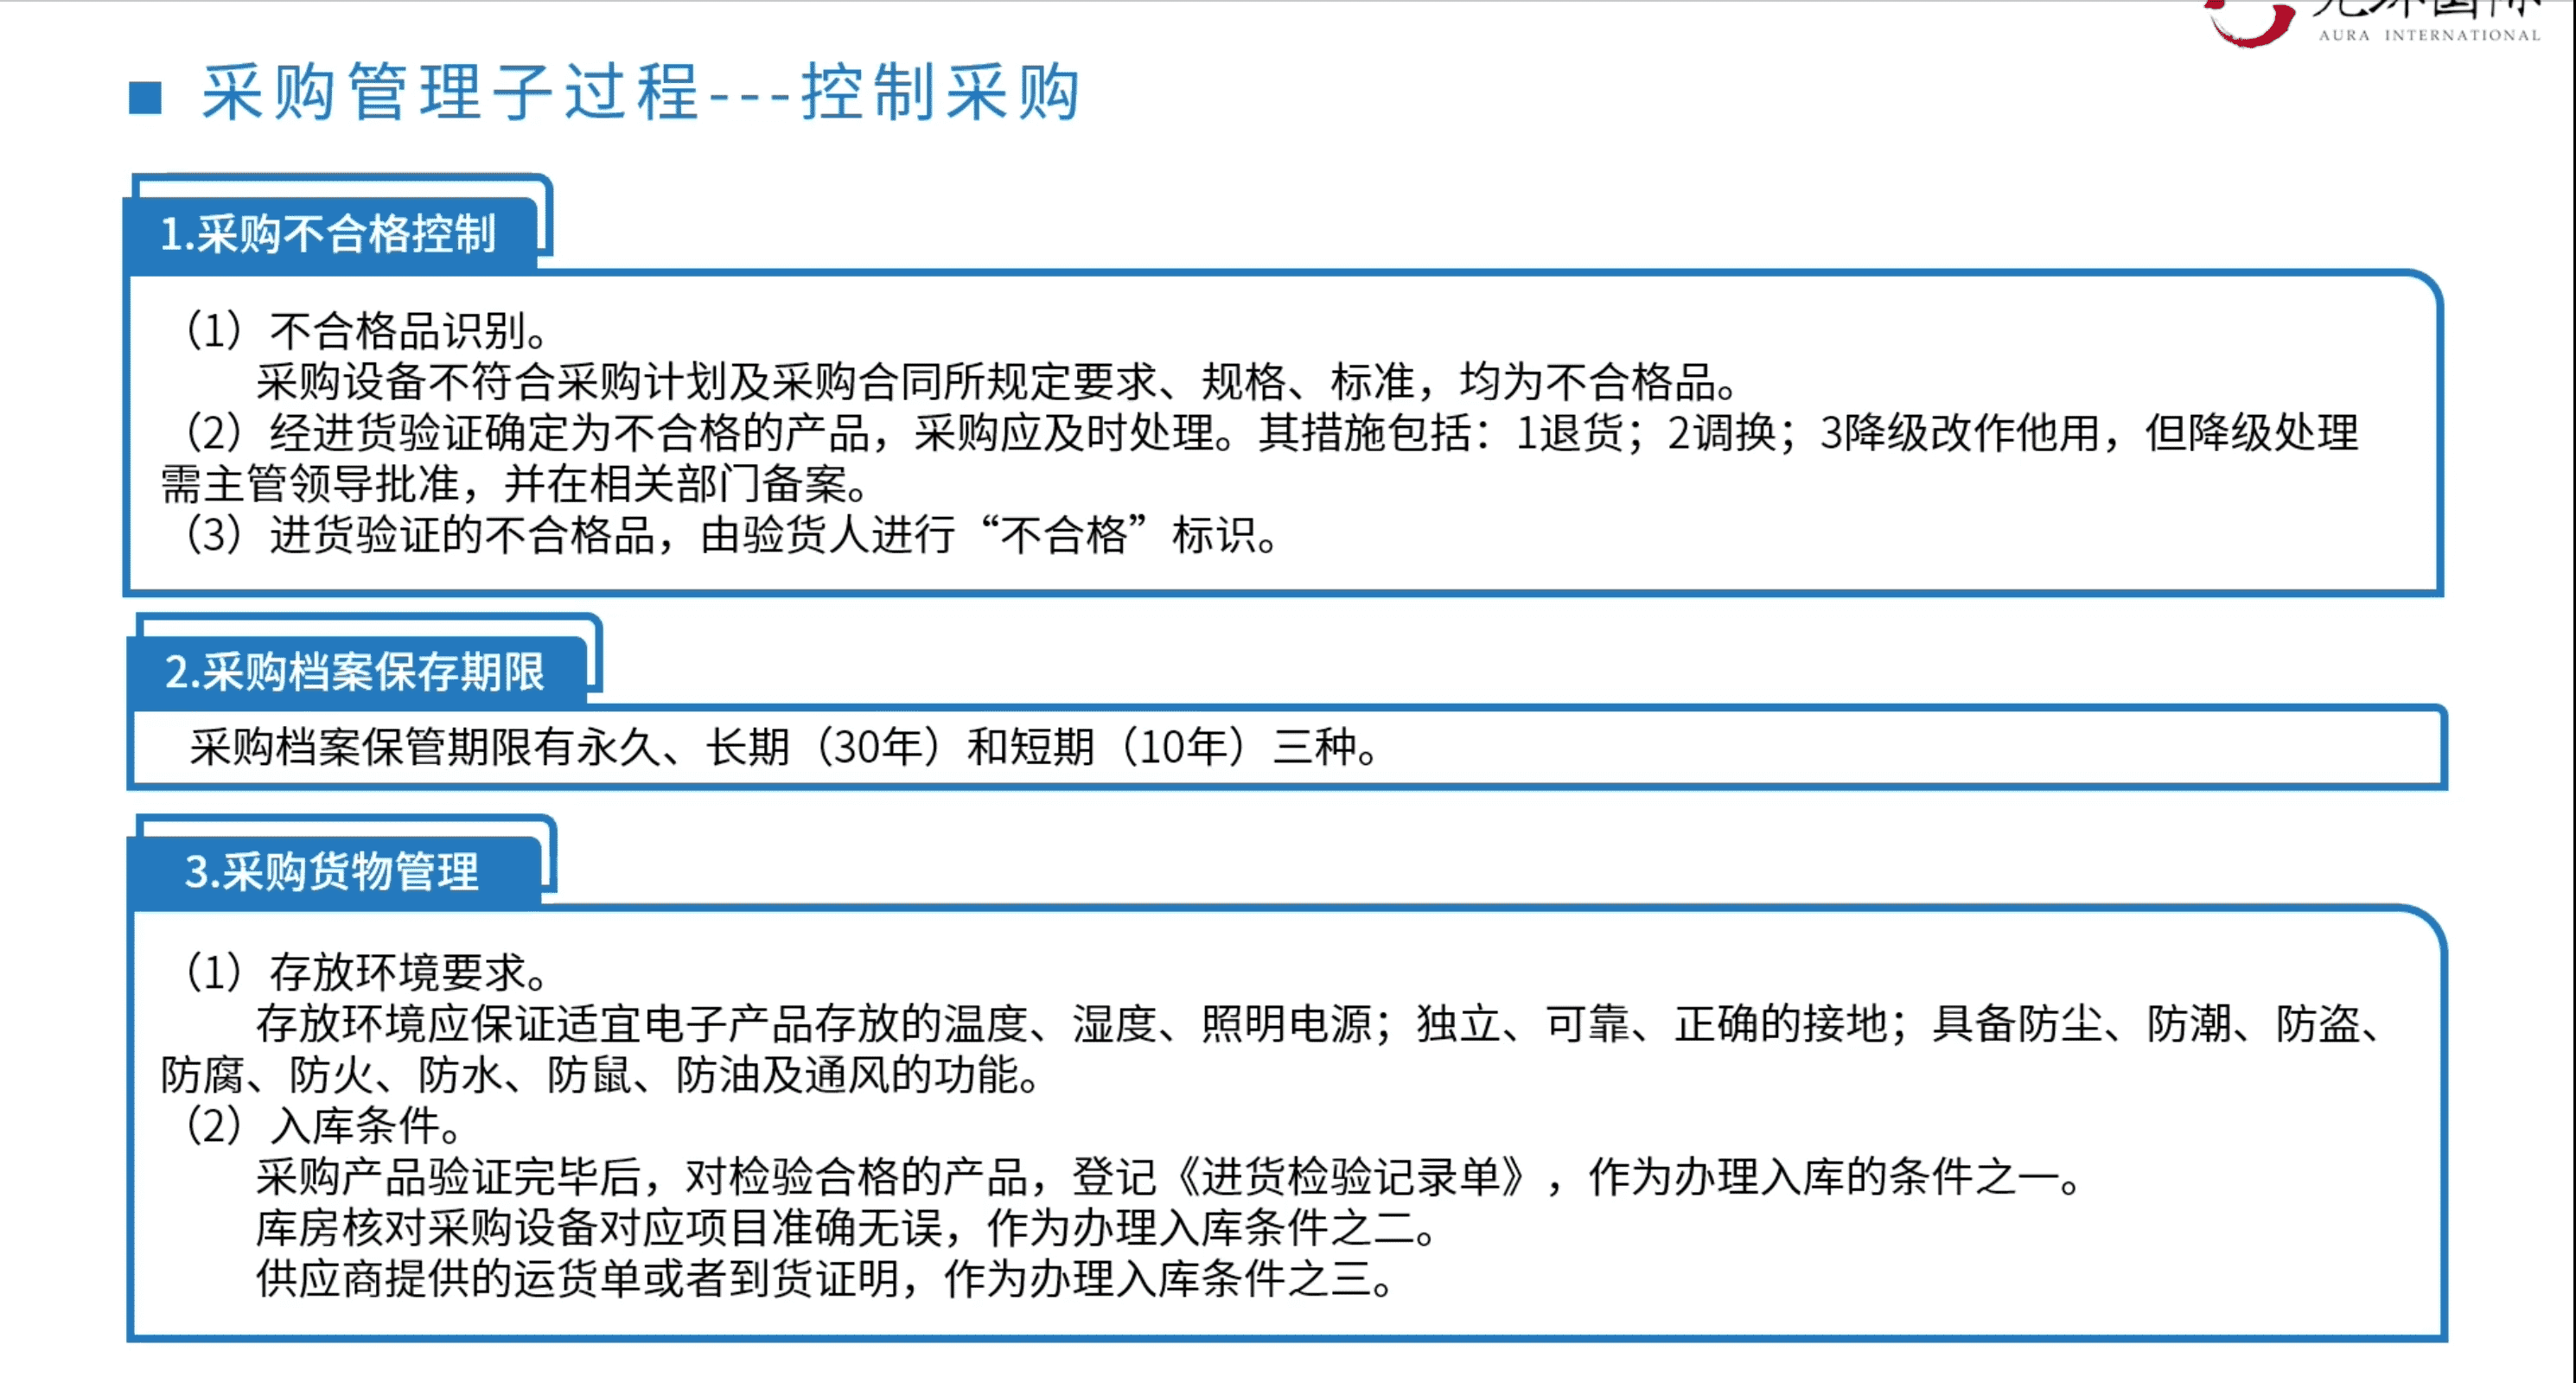 AURA INTERNATIONAL
采购管理子过程---控制采购
1.采购不合格控制
（1）不合格品识别。
采购设备不符合采购计划及采购合同所规定要求、规格、标准，均为不合格品。
（2）经进货验证确定为不合格的产品，采购应及时处理。其措施包括：1退货；2调换；3降级改作他用，但降级处理
需主管领导批准，并在相关部门备案。
（3）进货验证的不合格品，由验货人进行“不合格”标识。
2.采购档案保存期限
采购档案保管期限有永久、长期（30年）和短期（10年）三种。
3.采购货物管理
（1）存放环境要求。
存放环境应保证适宜电子产品存放的温度、湿度、照明电源；独立、可靠、正确的接地；具备防尘、防潮、防盗、
防腐、防火、防水、防鼠、防油及通风的功能。
（2）入库条件。
采购产品验证完毕后，对检验合格的产品，登记《进货检验记录单》，作为办理入库的条件之一。
库房核对采购设备对应项目准确无误，作为办理入库条件之二。
供应商提供的运货单或者到货证明，作为办理入库条件之三。